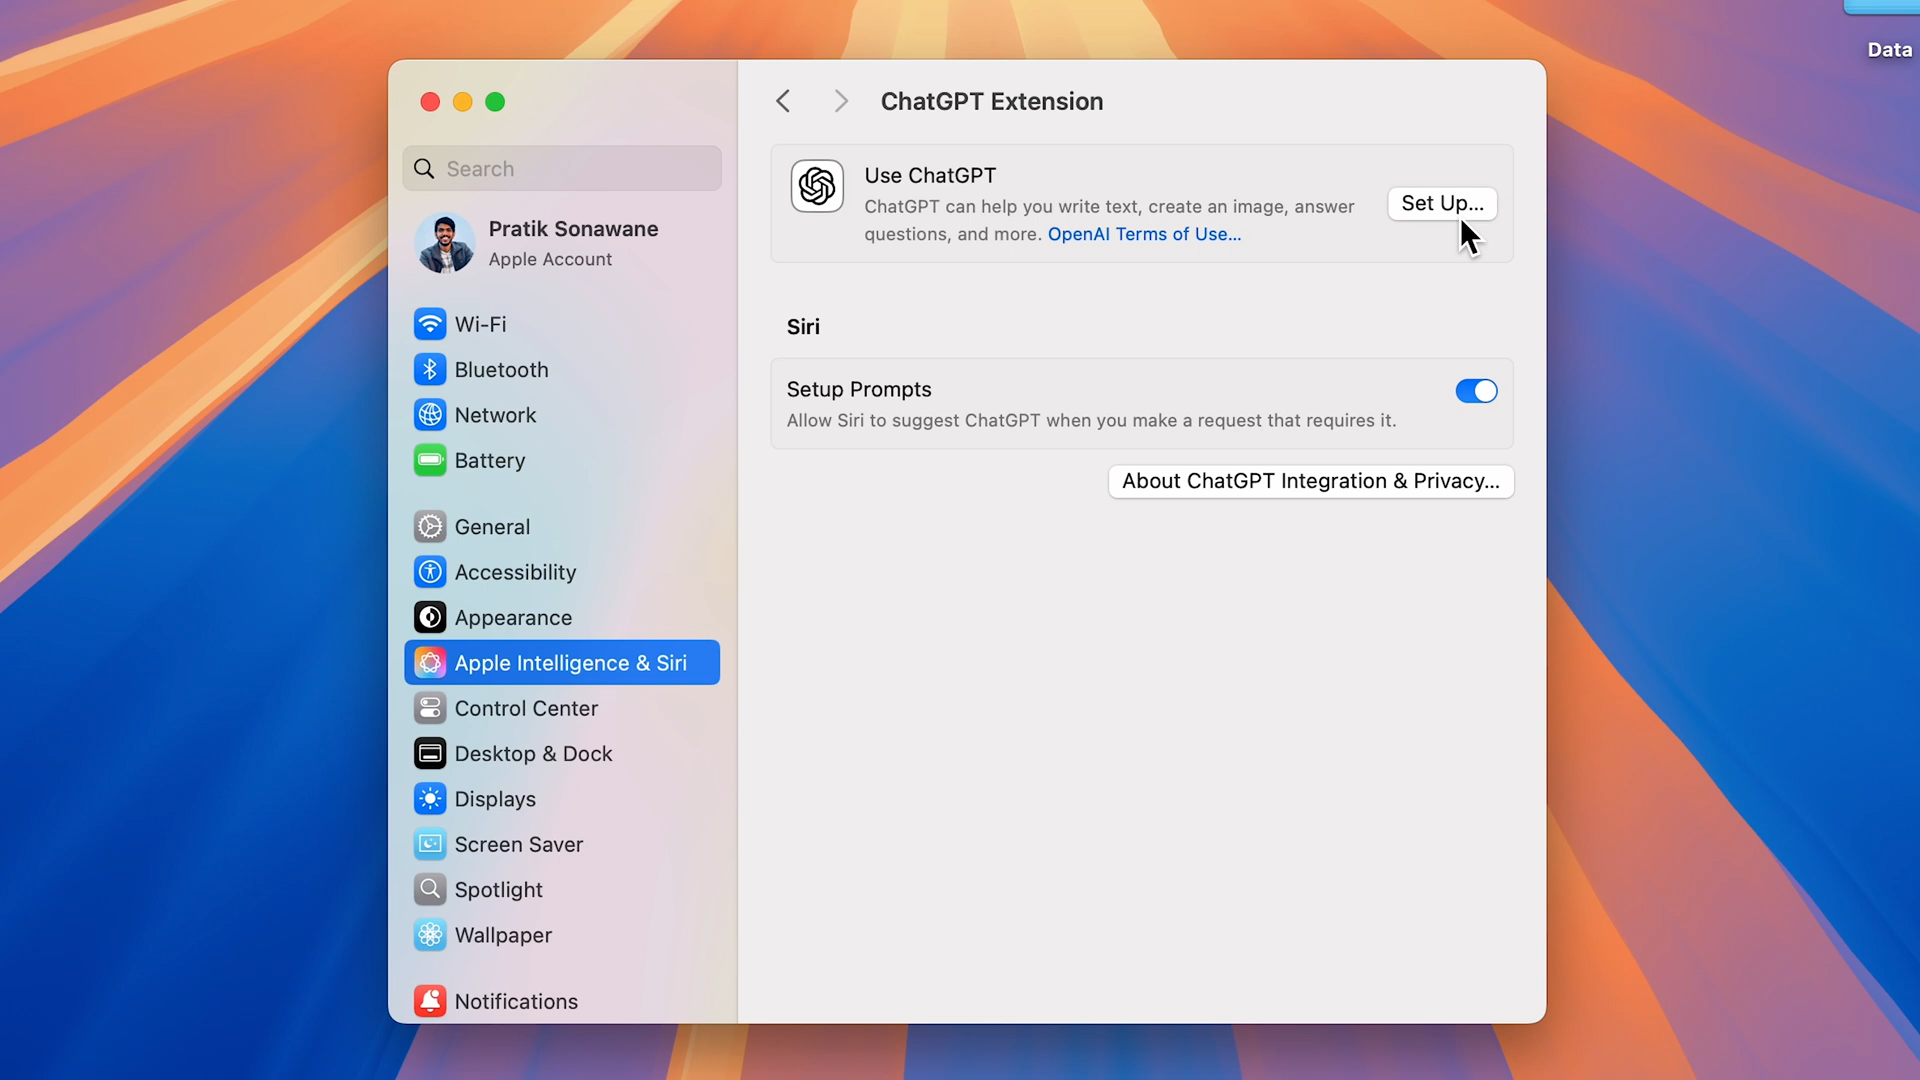 Data
ChatGPT Extension
Search
Pratik Sonawane
Apple Account
Wi-Fi
Bluetooth
Network
Battery
General
Accessibility
Appearance
Apple Intelligence & Siri
Control Center
Desktop & Dock
Displays
Screen Saver
Spotlight
Wallpaper
Notifications
Use ChatGPT
ChatGPT can help you write text, create an image, answer
questions, and more. OpenAI Terms of Use...
Set Up...
Siri
Setup Prompts
Allow Siri to suggest ChatGPT when you make a request that requires it.
About ChatGPT Integration & Privacy...